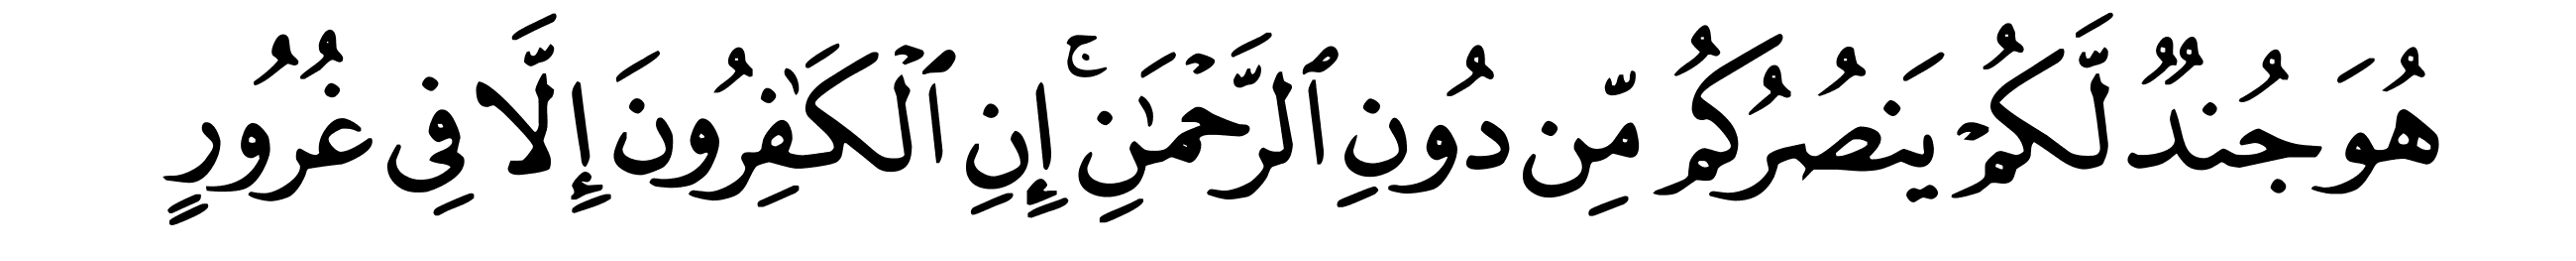 هُوَ جُندٌ لَّكُمْ يَنصُرُكُم مِّن دُونِ ٱلرَّحْمَٰنِ ۚ إِنِ ٱلْكَٰفِرُونَ إِلَّا فِى غُرُورٍ